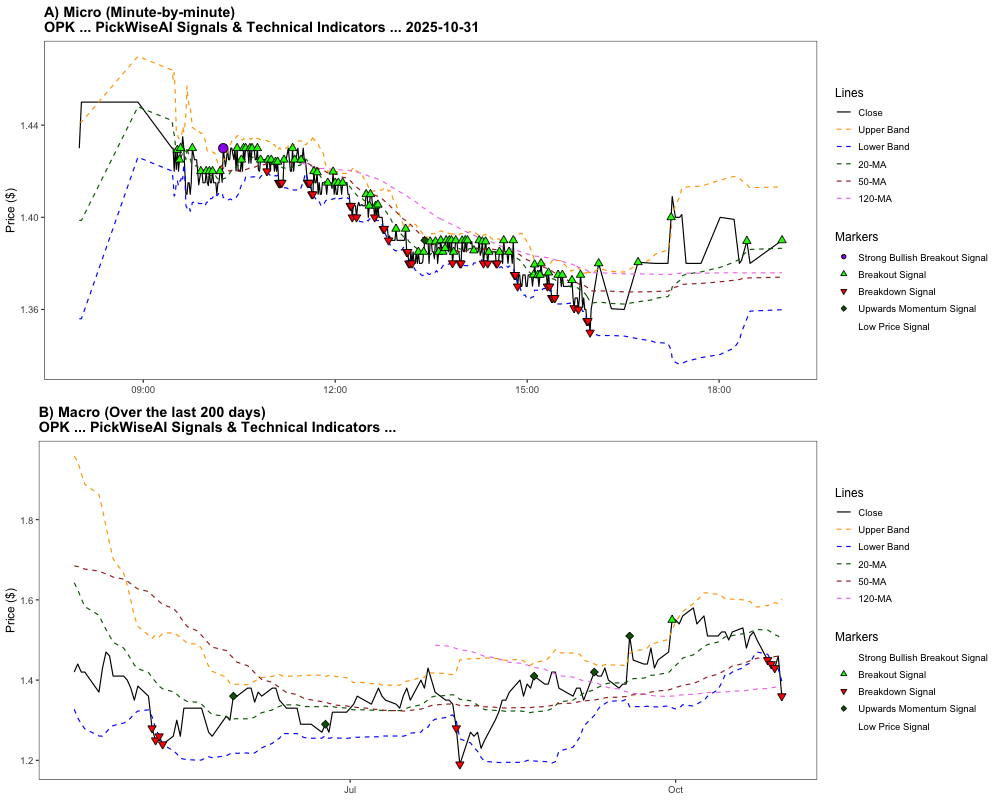 A) Micro (Minute-by-minute)
OPK ... PickWiseAI Signals & Technical Indicators ... 2025-10-31
Price ($)
1.44
1.40
1.36
09:00
12:00
15:00
18:00
Lines
Close
Upper Band
Lower Band
20-MA
50-MA
120-MA
Markers
Strong Bullish Breakout Signal
Breakout Signal
Breakdown Signal
Upwards Momentum Signal
Low Price Signal
B) Macro (Over the last 200 days)
OPK ... PickWiseAI Signals & Technical Indicators ...
Price ($)
1.8
1.6
1.4
1.2
Jul
Oct
Lines
Close
Upper Band
Lower Band
20-MA
50-MA
120-MA
Markers
Strong Bullish Breakout Signal
Breakout Signal
Breakdown Signal
Upwards Momentum Signal
Low Price Signal